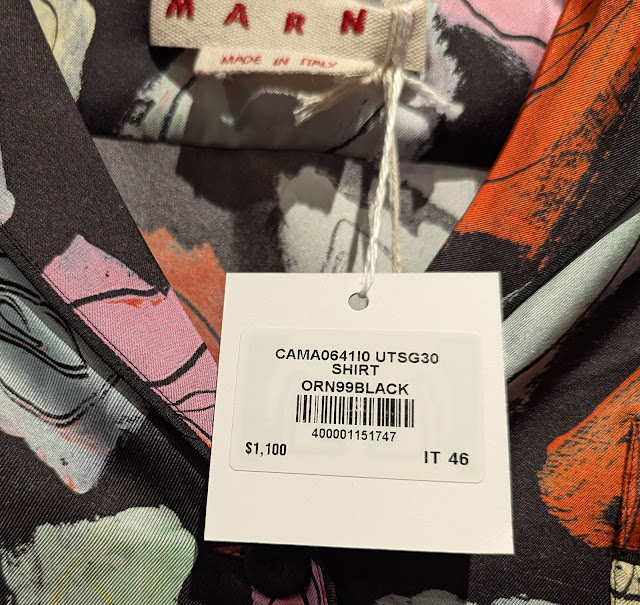 MARN
MADE IN ITALY
CAMA0641I0 UTSG30
SHIRT
ORN99BLACK
400001151747
$1,100
IT 46